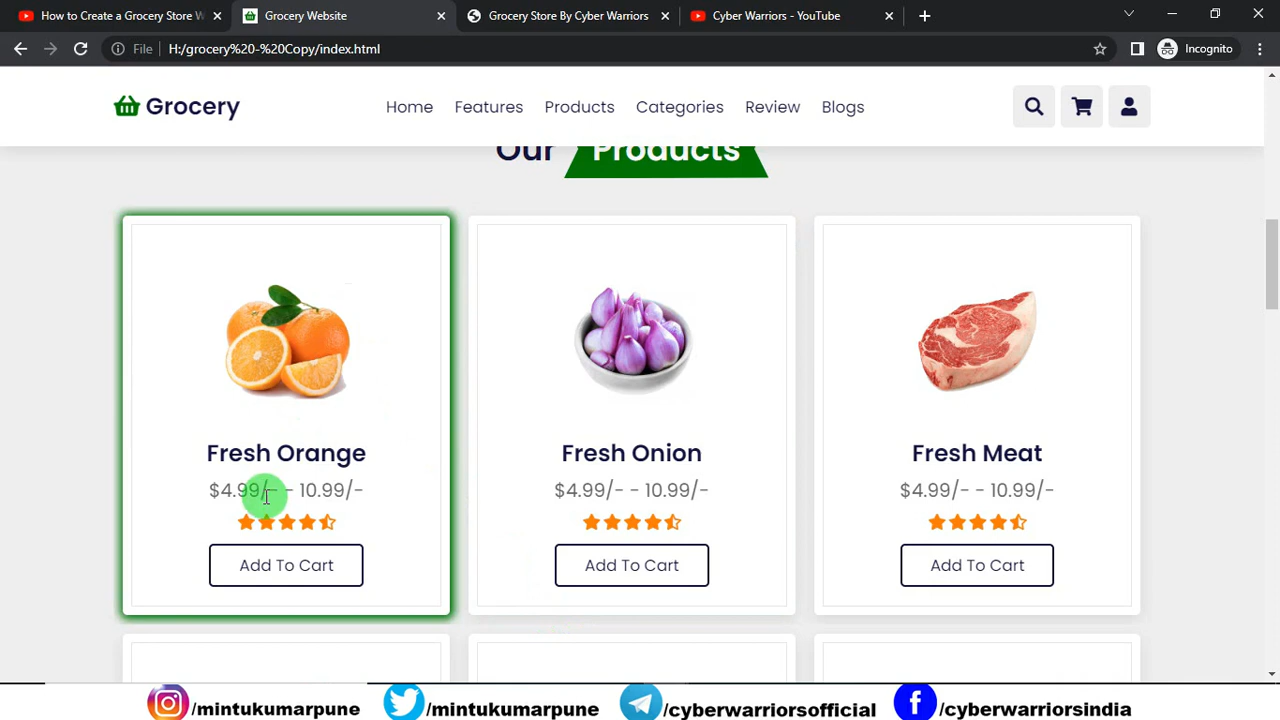 How to Create a Grocery Store W
Grocery Website
Grocery Store By Cyber Warriors
Cyber Warriors - YouTube
File
H:/grocery%20-%20Copy/index.html
Incognito
Grocery
Home
Features
Products
Categories
Review
Blogs
Our Products
Fresh Orange
$4.99/- - 10.99/-
Add To Cart
Fresh Onion
$4.99/- - 10.99/-
Add To Cart
Fresh Meat
$4.99/- - 10.99/-
Add To Cart
/mintukumarpune
/mintukumarpune
/cyberwarriorsofficial
/cyberwarriorsindia